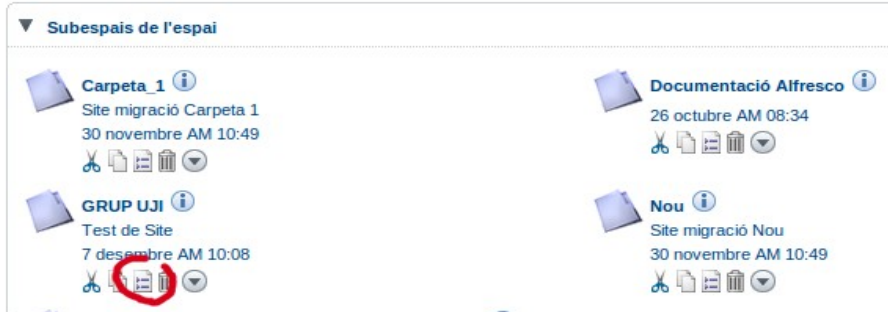 Subespais de l'espai
Carpeta_1
Site migració Carpeta 1
30 novembre AM 10:49
Documentació Alfresco
26 octubre AM 08:34
GRUP UJI
Test de Site
7 desembre AM 10:08
Nou
Site migració Nou
30 novembre AM 10:49